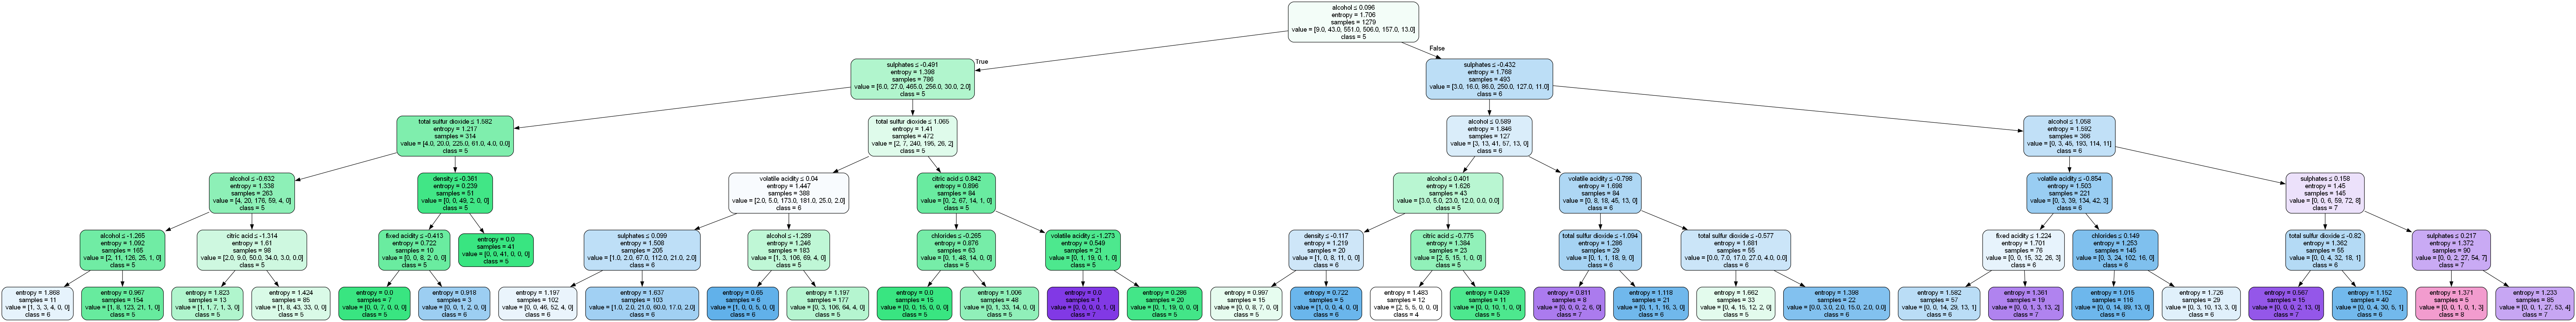 alcohol ≤ 0.096
entropy = 1.706
samples = 1279
value = [9.0, 43.0, 551.0, 506.0, 157.0, 13.0]
class = 5
True
False
sulphates ≤ -0.491
entropy = 1.398
samples = 786
value = [6.0, 27.0, 465.0, 256.0, 30.0, 2.0]
class = 5
sulphates ≤ -0.432
entropy = 1.768
samples = 493
value = [3.0, 16.0, 86.0, 250.0, 127.0, 11.0]
class = 6
total sulfur dioxide ≤ 1.582
entropy = 1.217
samples = 314
value = [4.0, 20.0, 225.0, 61.0, 4.0, 0.0]
class = 5
total sulfur dioxide ≤ 1.065
entropy = 1.41
samples = 472
value = [2, 7, 240, 195, 26, 2]
class = 5
alcohol ≤ 0.589
entropy = 1.846
samples = 127
value = [3, 13, 41, 57, 13, 0]
class = 6
alcohol ≤ 1.058
entropy = 1.592
samples = 366
value = [0, 3, 45, 193, 114, 11]
class = 6
alcohol ≤ -0.632
entropy = 1.338
samples = 263
value = [4, 20, 176, 59, 4, 0]
class = 5
density ≤ -0.361
entropy = 0.239
samples = 51
value = [0, 0, 49, 2, 0, 0]
class = 5
volatile acidity ≤ 0.04
entropy = 1.447
samples = 388
value = [2.0, 5.0, 173.0, 181.0, 25.0, 2.0]
class = 6
citric acid ≤ 0.842
entropy = 0.896
samples = 84
value = [0, 2, 67, 14, 1, 0]
class = 5
alcohol ≤ 0.401
entropy = 1.626
samples = 43
value = [3.0, 5.0, 23.0, 12.0, 0.0, 0.0]
class = 5
volatile acidity ≤ -0.798
entropy = 1.698
samples = 84
value = [0, 8, 18, 45, 13, 0]
class = 6
volatile acidity ≤ -0.854
entropy = 1.503
samples = 221
value = [0, 3, 39, 134, 42, 3]
class = 6
sulphates ≤ 0.158
entropy = 1.45
samples = 145
value = [0, 0, 6, 59, 72, 8]
class = 7
alcohol ≤ -1.265
entropy = 1.092
samples = 165
value = [2, 11, 126, 25, 1, 0]
class = 5
citric acid ≤ -1.314
entropy = 1.61
samples = 98
value = [2.0, 9.0, 50.0, 34.0, 3.0, 0.0]
class = 5
fixed acidity ≤ -0.413
entropy = 0.722
samples = 10
value = [0, 0, 8, 2, 0, 0]
class = 5
entropy = 0.0
samples = 41
value = [0, 0, 41, 0, 0, 0]
class = 5
sulphates ≤ 0.099
entropy = 1.508
samples = 205
value = [1.0, 2.0, 67.0, 112.0, 21.0, 2.0]
class = 6
alcohol ≤ -1.289
entropy = 1.246
samples = 183
value = [1, 3, 106, 69, 4, 0]
class = 5
chlorides ≤ -0.265
entropy = 0.876
samples = 63
value = [0, 1, 48, 14, 0, 0]
class = 5
volatile acidity ≤ -1.273
entropy = 0.549
samples = 21
value = [0, 1, 19, 0, 1, 0]
class = 5
density ≤ -0.117
entropy = 1.219
samples = 20
value = [1, 0, 8, 11, 0, 0]
class = 6
citric acid ≤ -0.775
entropy = 1.384
samples = 23
value = [2, 5, 15, 1, 0, 0]
class = 5
total sulfur dioxide ≤ -1.094
entropy = 1.286
samples = 29
value = [0, 1, 1, 18, 9, 0]
class = 6
total sulfur dioxide ≤ -0.577
entropy = 1.681
samples = 55
value = [0.0, 7.0, 17.0, 27.0, 4.0, 0.0]
class = 6
fixed acidity ≤ 1.224
entropy = 1.701
samples = 76
value = [0, 0, 15, 32, 26, 3]
class = 6
chlorides ≤ 0.149
entropy = 1.253
samples = 145
value = [0, 3, 24, 102, 16, 0]
class = 6
total sulfur dioxide ≤ -0.82
entropy = 1.362
samples = 55
value = [0, 0, 4, 32, 18, 1]
class = 6
sulphates ≤ 0.217
entropy = 1.372
samples = 90
value = [0, 0, 2, 27, 54, 7]
class = 7
entropy = 1.868
samples = 11
value = [1, 3, 3, 4, 0, 0]
class = 6
entropy = 0.967
samples = 154
value = [1, 8, 123, 21, 1, 0]
class = 5
entropy = 1.823
samples = 13
value = [1, 1, 7, 1, 3, 0]
class = 5
entropy = 1.424
samples = 85
value = [1, 8, 43, 33, 0, 0]
class = 5
entropy = 0.0
samples = 7
value = [0, 0, 7, 0, 0, 0]
class = 5
entropy = 0.918
samples = 3
value = [0, 0, 1, 2, 0, 0]
class = 6
entropy = 1.197
samples = 102
value = [0, 0, 46, 52, 4, 0]
class = 6
entropy = 1.637
samples = 103
value = [1.0, 2.0, 21.0, 60.0, 17.0, 2.0]
class = 6
entropy = 0.65
samples = 6
value = [1, 0, 0, 5, 0, 0]
class = 6
entropy = 1.197
samples = 177
value = [0, 3, 106, 64, 4, 0]
class = 5
entropy = 0.0
samples = 15
value = [0, 0, 15, 0, 0, 0]
class = 5
entropy = 1.006
samples = 48
value = [0, 1, 33, 14, 0, 0]
class = 5
entropy = 0.0
samples = 1
value = [0, 0, 0, 0, 1, 0]
class = 7
entropy = 0.286
samples = 20
value = [0, 1, 19, 0, 0, 0]
class = 5
entropy = 0.997
samples = 15
value = [0, 0, 8, 7, 0, 0]
class = 5
entropy = 0.722
samples = 5
value = [1, 0, 0, 4, 0, 0]
class = 6
entropy = 1.483
samples = 12
value = [2, 5, 5, 0, 0, 0]
class = 4
entropy = 0.439
samples = 11
value = [0, 0, 10, 1, 0, 0]
class = 5
entropy = 0.811
samples = 8
value = [0, 0, 0, 2, 6, 0]
class = 7
entropy = 1.118
samples = 21
value = [0, 1, 1, 16, 3, 0]
class = 6
entropy = 1.662
samples = 33
value = [0, 4, 15, 12, 2, 0]
class = 5
entropy = 1.398
samples = 22
value = [0.0, 3.0, 2.0, 15.0, 2.0, 0.0]
class = 6
entropy = 1.582
samples = 57
value = [0, 0, 14, 29, 13, 1]
class = 6
entropy = 1.361
samples = 19
value = [0, 0, 1, 3, 13, 2]
class = 7
entropy = 1.015
samples = 116
value = [0, 0, 14, 89, 13, 0]
class = 6
entropy = 1.726
samples = 29
value = [0, 3, 10, 13, 3, 0]
class = 6
entropy = 0.567
samples = 15
value = [0, 0, 0, 2, 13, 0]
class = 7
entropy = 1.152
samples = 40
value = [0, 0, 4, 30, 5, 1]
class = 6
entropy = 1.371
samples = 5
value = [0, 0, 1, 0, 1, 3]
class = 8
entropy = 1.233
samples = 85
value = [0, 0, 1, 27, 53, 4]
class = 7